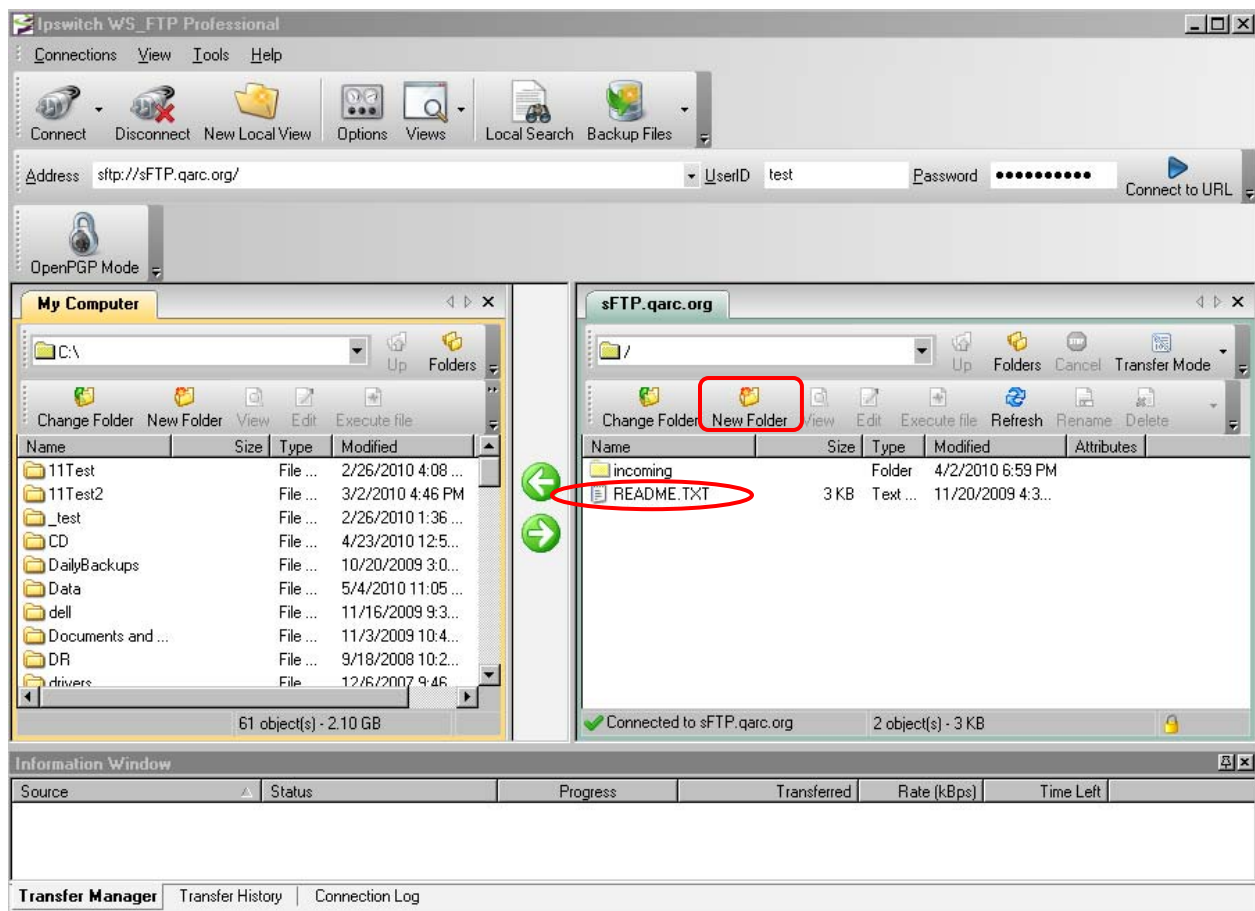 Ipswitch WS_FTP Professional
Connections View Tools Help
Connect Disconnect New Local View Options Views Local Search Backup Files
Address sftp://sFTP.qarc.org/ UserID test Password ●●●●●●●●●● Connect to URL
OpenPGP Mode
My Computer
C:\ Up Folders
Change Folder New Folder View Edit Execute file
Name Size Type Modified
11Test File ... 2/26/2010 4:08 ...
11Test2 File ... 3/2/2010 4:46 PM
_test File ... 2/26/2010 1:36 ...
CD File ... 4/23/2010 12:5...
DailyBackups File ... 10/20/2009 3:0...
Data File ... 5/4/2010 11:05 ...
dell File ... 11/16/2009 9:3...
Documents and ... File ... 11/3/2009 10:4...
DR File ... 9/18/2008 10:2...
drivers File 12/6/2007 9:46
61 object(s) - 2.10 GB
sFTP.qarc.org
/ Up Folders Cancel Transfer Mode
Change Folder New Folder View Edit Execute file Refresh Rename Delete
Name Size Type Modified Attributes
incoming Folder 4/2/2010 6:59 PM
README.TXT 3 KB Text ... 11/20/2009 4:3...
Connected to sFTP.qarc.org 2 object(s) - 3 KB
Information Window
Source Status Progress Transferred Rate (kBps) Time Left
Transfer Manager Transfer History Connection Log